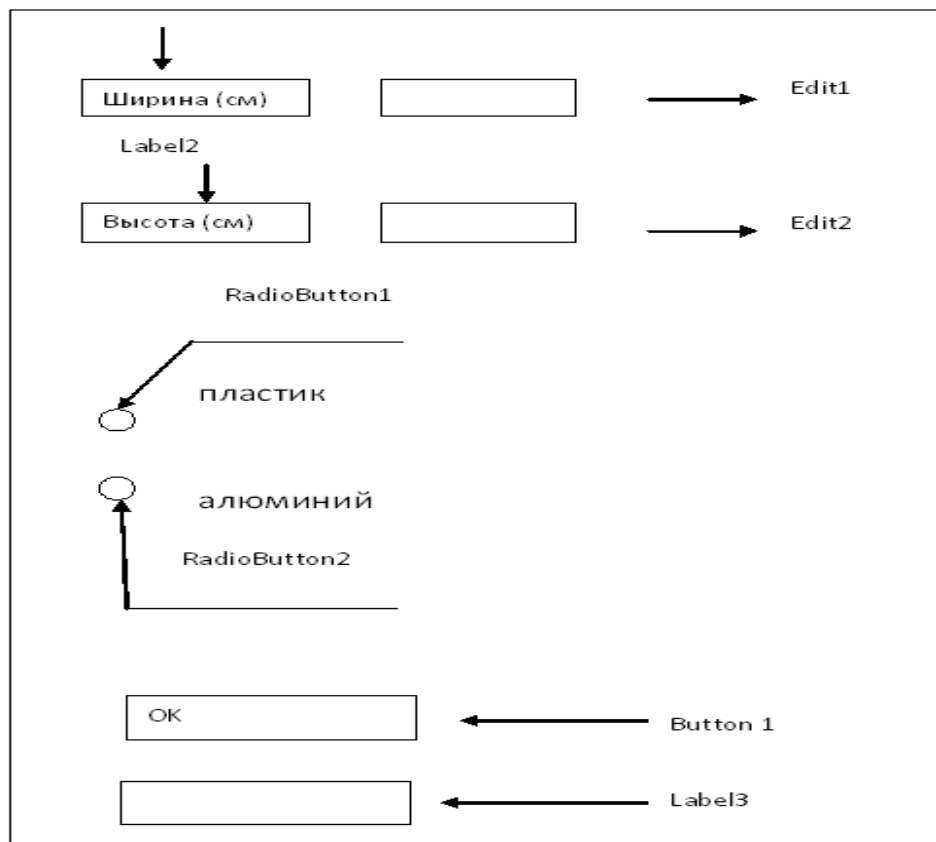 Ширина (см)
Edit1
Label2
Высота (см)
Edit2
RadioButton1
пластик
алюминий
RadioButton2
OK
Button 1
Label3